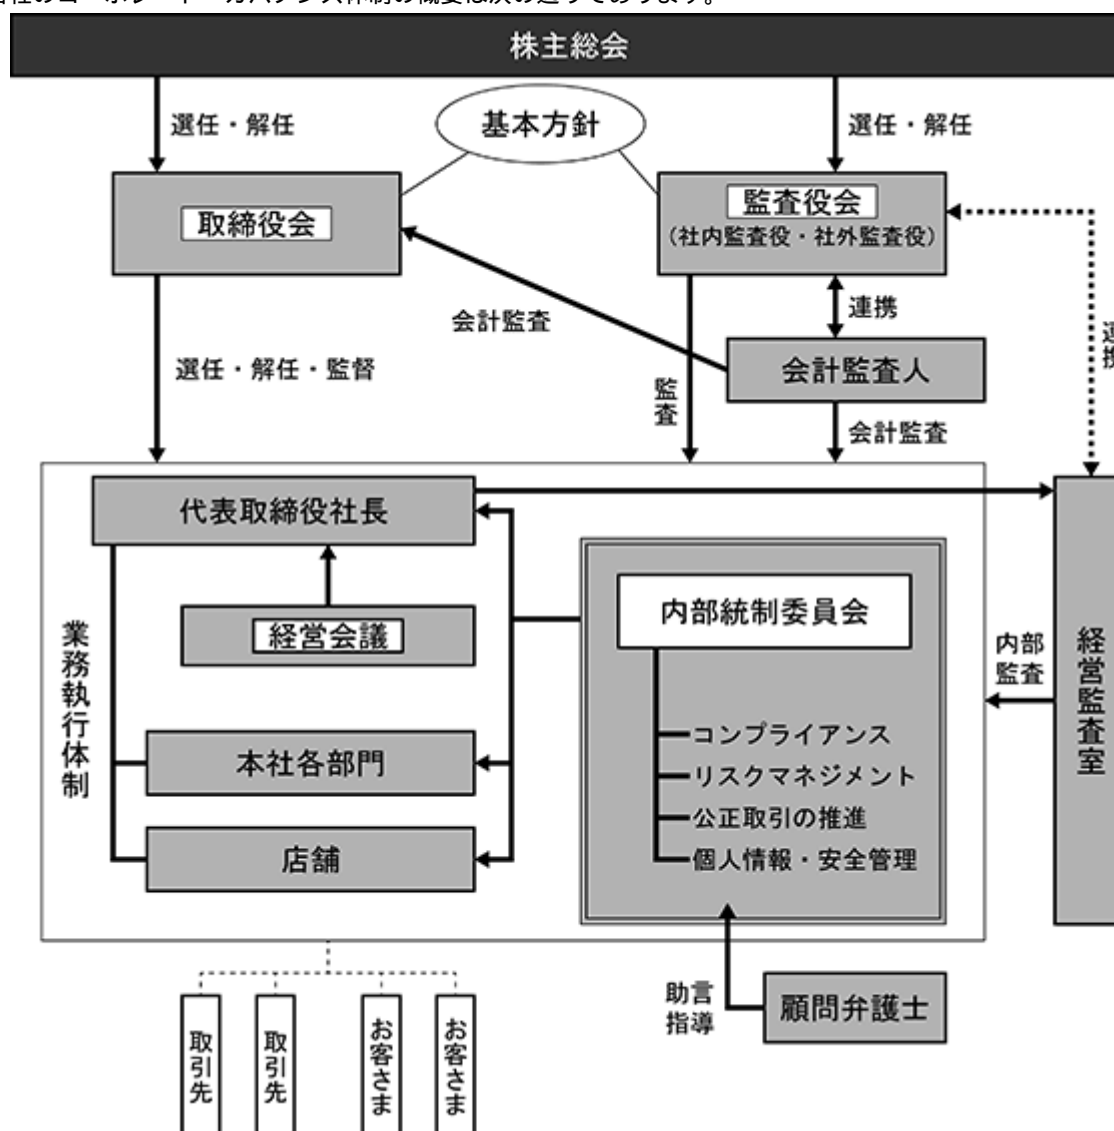 当社のコーポレート・ガバナンス体制の概要は次の通りであります。
株主総会
選任・解任
基本方針
選任・解任
取締役会
監査役会
(社内監査役・社外監査役)
会計監査
連携
連携
選任・解任・監督
監査
会計監査人
会計監査
代表取締役社長
業務執行体制
経営会議
内部統制委員会
内部
監査
経営監査室
本社各部門
コンプライアンス
リスクマネジメント
公正取引の推進
店舗
個人情報・安全管理
助言
指導
顧問弁護士
取引先
取引先
お客さま
お客さま